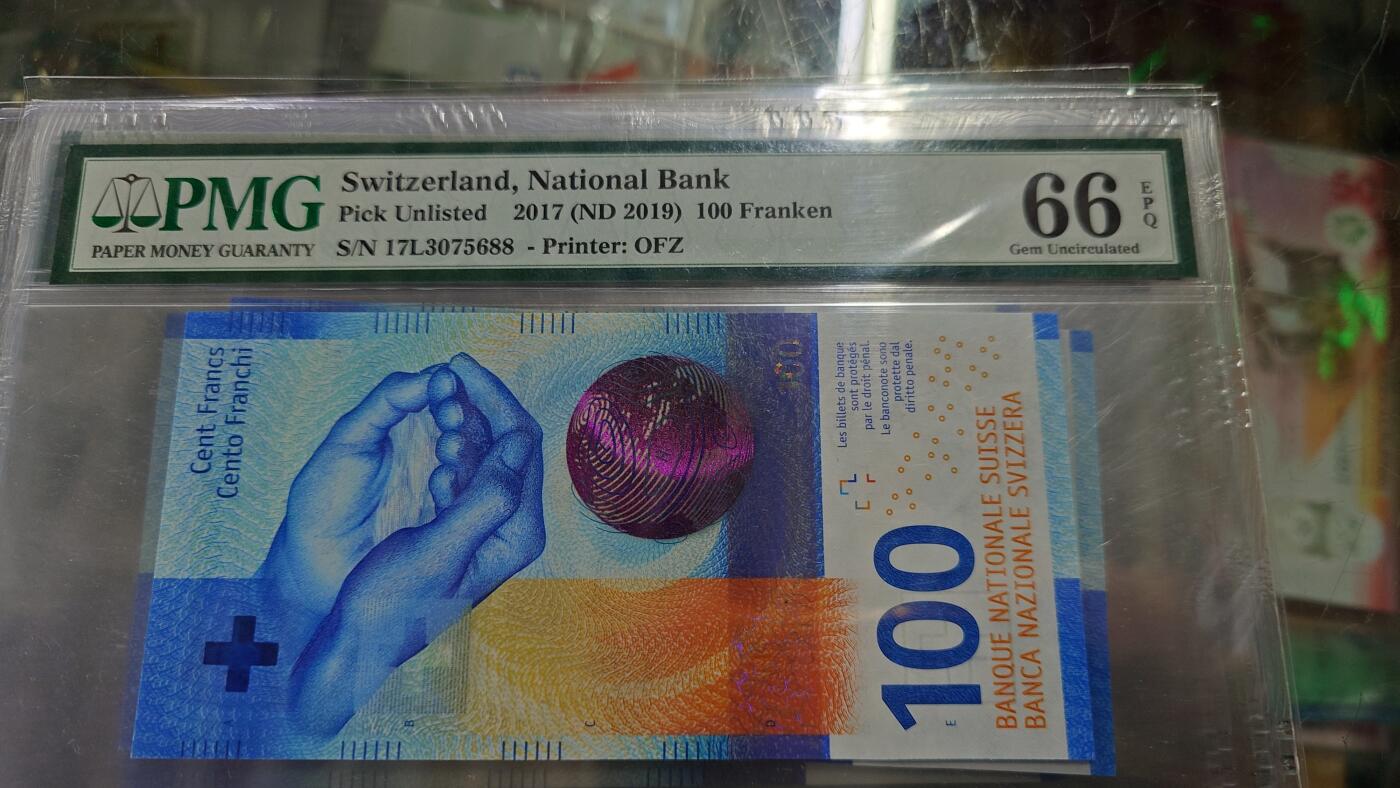 PMG
PAPER MONEY GUARANTY
Switzerland, National Bank
Pick Unlisted 2017 (ND 2019) 100 Franken
S/N 17L3075688 - Printer: OFZ
66
EPQ
Gem Uncirculated
Cent Francs
Cento Franchi
100
Les billets de banque
sont protégés
par le droit pénal.
Le banconote sono
protette dal
diritto penale.
100
BANQUE NATIONALE SUISSE
BANCA NAZIONALE SVIZZERA
A
B
C
D
E